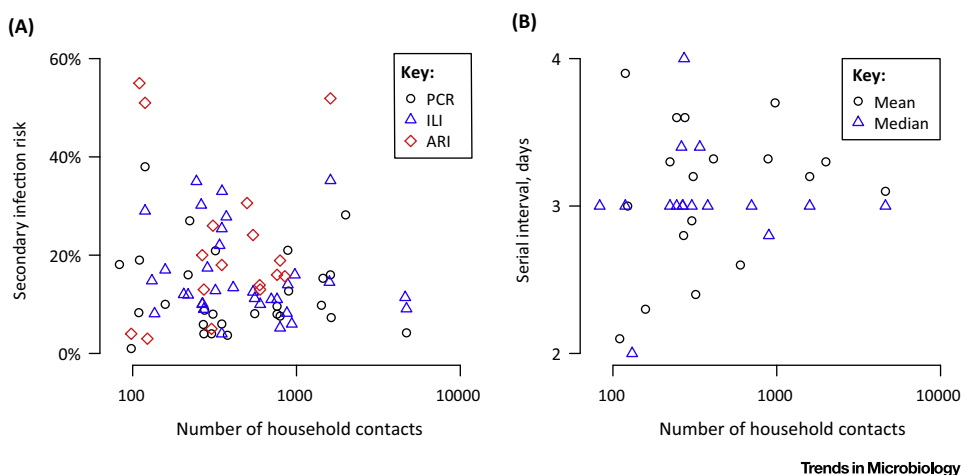 (A)
60%
40%
20%
0%
Secondary infection risk
Key:
PCR
ILI
ARI
100
1000
10000
Number of household contacts
(B)
4
3
2
Serial interval, days
Key:
Mean
Median
100
1000
10000
Number of household contacts
Trends in Microbiology